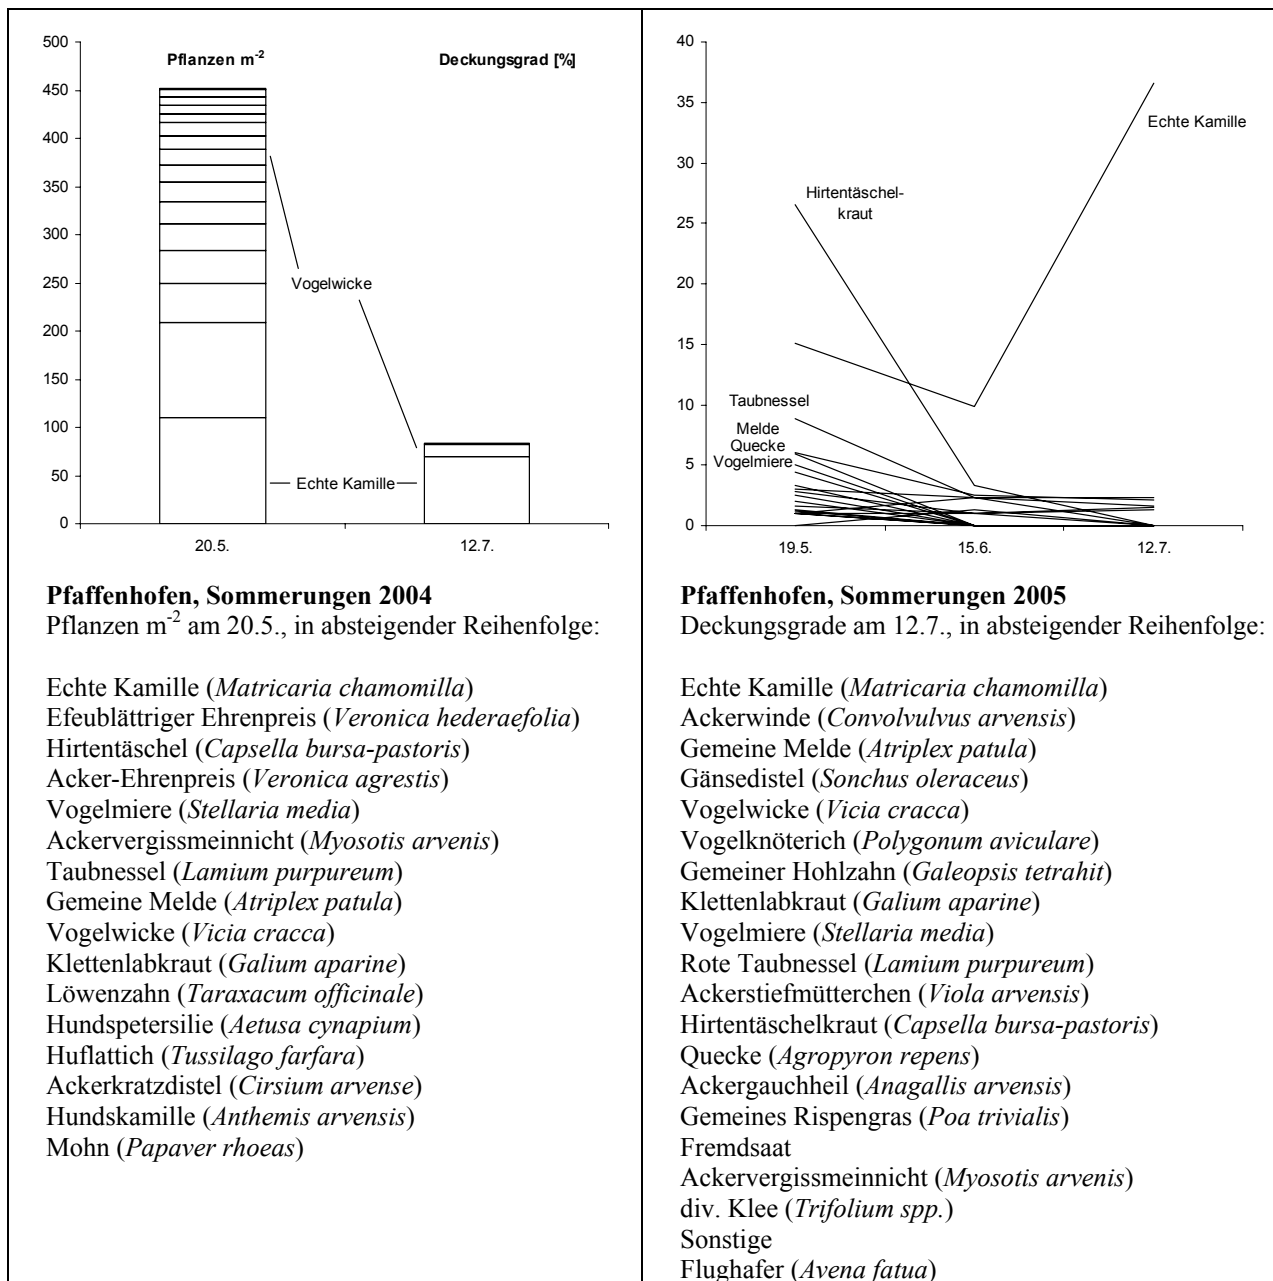 500
450
400
350
300
250
200
150
100
50
0
Pflanzen m-2
Deckungsgrad [%]
Vogelwicke
Echte Kamille
20.5.
12.7.
Pfaffenhofen, Sommerungen 2004
Pflanzen m-2 am 20.5., in absteigender Reihenfolge:
Echte Kamille (Matricaria chamomilla)
Efeublättriger Ehrenpreis (Veronica hederaefolia)
Hirtentäschel (Capsella bursa-pastoris)
Acker-Ehrenpreis (Veronica agrestis)
Vogelmiere (Stellaria media)
Ackervergissmeinnicht (Myosotis arvenis)
Taubnessel (Lamium purpureum)
Gemeine Melde (Atriplex patula)
Vogelwicke (Vicia cracca)
Klettenlabkraut (Galium aparine)
Löwenzahn (Taraxacum officinale)
Hundspetersilie (Aetusa cynapium)
Huflattich (Tussilago farfara)
Ackerkratzdistel (Cirsium arvense)
Hundskamille (Anthemis arvensis)
Mohn (Papaver rhoeas)
40
35
30
25
20
15
10
5
0
Echte Kamille
Hirtentäschel-
kraut
Taubnessel
Melde
Quecke
Vogelmiere
19.5.
15.6.
12.7.
Pfaffenhofen, Sommerungen 2005
Deckungsgrade am 12.7., in absteigender Reihenfolge:
Echte Kamille (Matricaria chamomilla)
Ackerwinde (Convolvulvus arvensis)
Gemeine Melde (Atriplex patula)
Gänsedistel (Sonchus oleraceus)
Vogelwicke (Vicia cracca)
Vogelknöterich (Polygonum aviculare)
Gemeiner Hohlzahn (Galeopsis tetrahit)
Klettenlabkraut (Galium aparine)
Vogelmiere (Stellaria media)
Rote Taubnessel (Lamium purpureum)
Ackerstiefmütterchen (Viola arvensis)
Hirtentäschelkraut (Capsella bursa-pastoris)
Quecke (Agropyron repens)
Ackergauchheil (Anagallis arvensis)
Gemeines Rispengras (Poa trivialis)
Fremdsaat
Ackervergissmeinnicht (Myosotis arvenis)
div. Klee (Trifolium spp.)
Sonstige
Flughafer (Avena fatua)